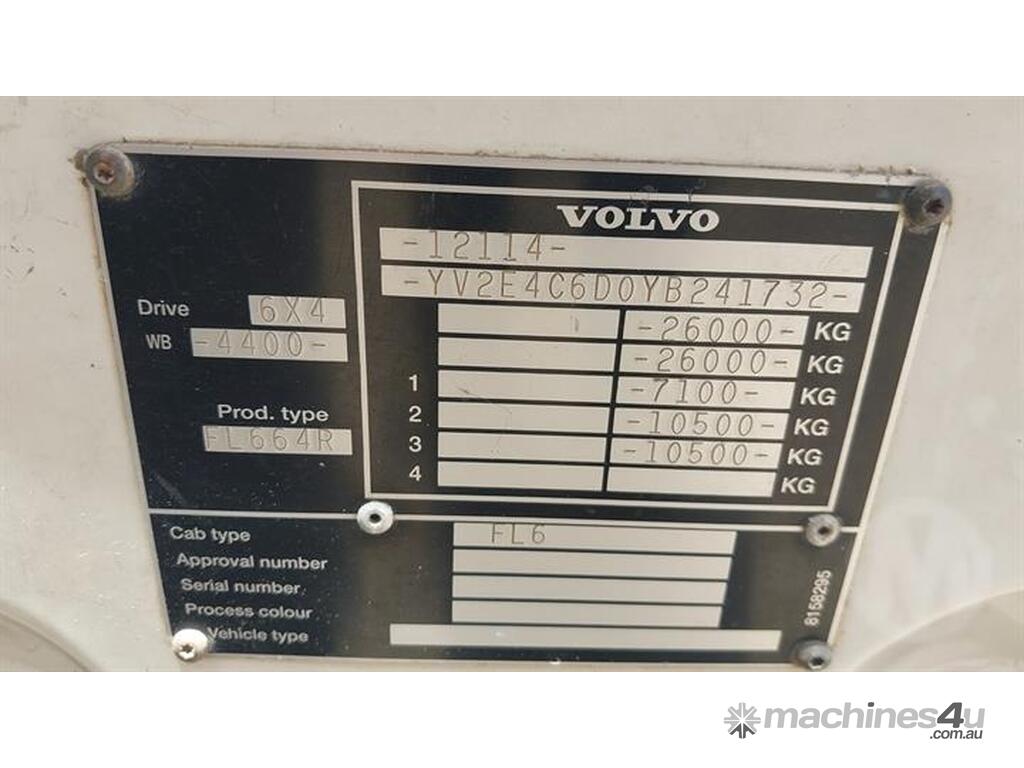 VOLVO
-12114-
-YV2E4C6D0YB241732-
Drive 6X4
-26000- KG
WB -4400-
-26000- KG
1 -7100- KG
Prod. type
2 -10500- KG
FL664R
3 -10500- KG
4 KG
Cab type FL6
Approval number
Serial number
Process colour
Vehicle type
8158295
machines4u
.com.au